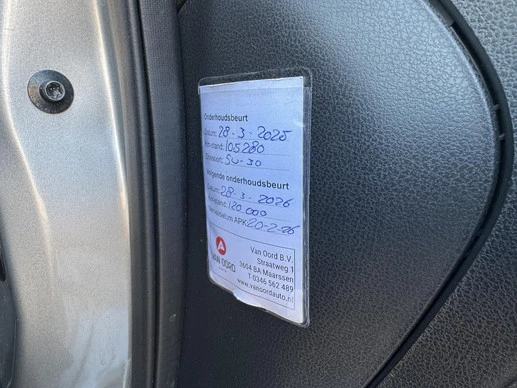 Onderhoudsbeurt
Datum: 28-3-2025
Km-stand: 105280
5W-30
Volgende onderhoudsbeurt
Datum: 28-3-2026
Km-stand: 120.000
APK: 20-2-26
VAN OORD
Van Oord B.V.
Straatweg 1
3604 BA Maarssen
T 0346 562 489
www.vanoordauto.nl